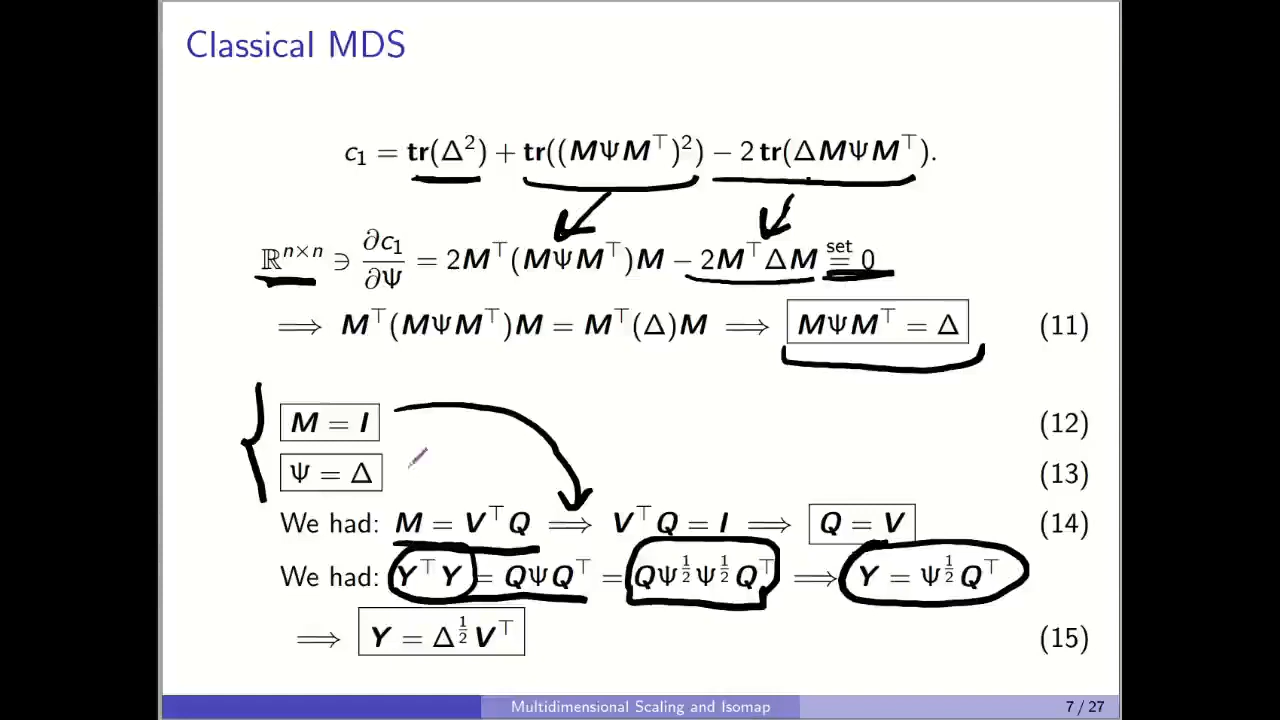 Classical MDS
c₁ = tr(Δ²) + tr((MΨM⊤)²) − 2 tr(ΔMΨM⊤).
ℝⁿˣⁿ ∋ ∂c₁/∂Ψ = 2M⊤(MΨM⊤)M − 2M⊤ΔM set= 0
⟹ M⊤(MΨM⊤)M = M⊤(Δ)M ⟹ MΨM⊤ = Δ (11)
M = I (12)
Ψ = Δ (13)
We had: M = V⊤Q ⟹ V⊤Q = I ⟹ Q = V (14)
We had: Y⊤Y = QΨQ⊤ = QΨ^½Ψ^½Q⊤ ⟹ Y = Ψ^½Q⊤
⟹ Y = Δ^½V⊤ (15)
Multidimensional Scaling and Isomap 7 / 27